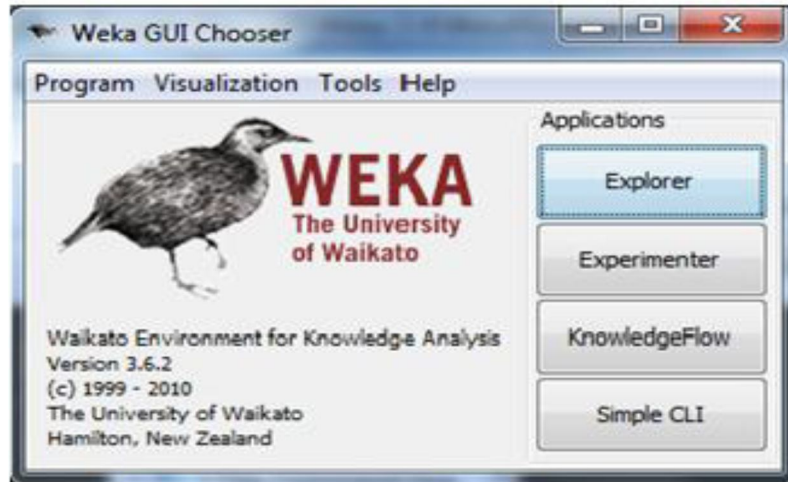 Weka GUI Chooser
Program Visualization Tools Help
WEKA
The University
of Waikato
Waikato Environment for Knowledge Analysis
Version 3.6.2
(c) 1999 - 2010
The University of Waikato
Hamilton, New Zealand
Applications
Explorer
Experimenter
KnowledgeFlow
Simple CLI